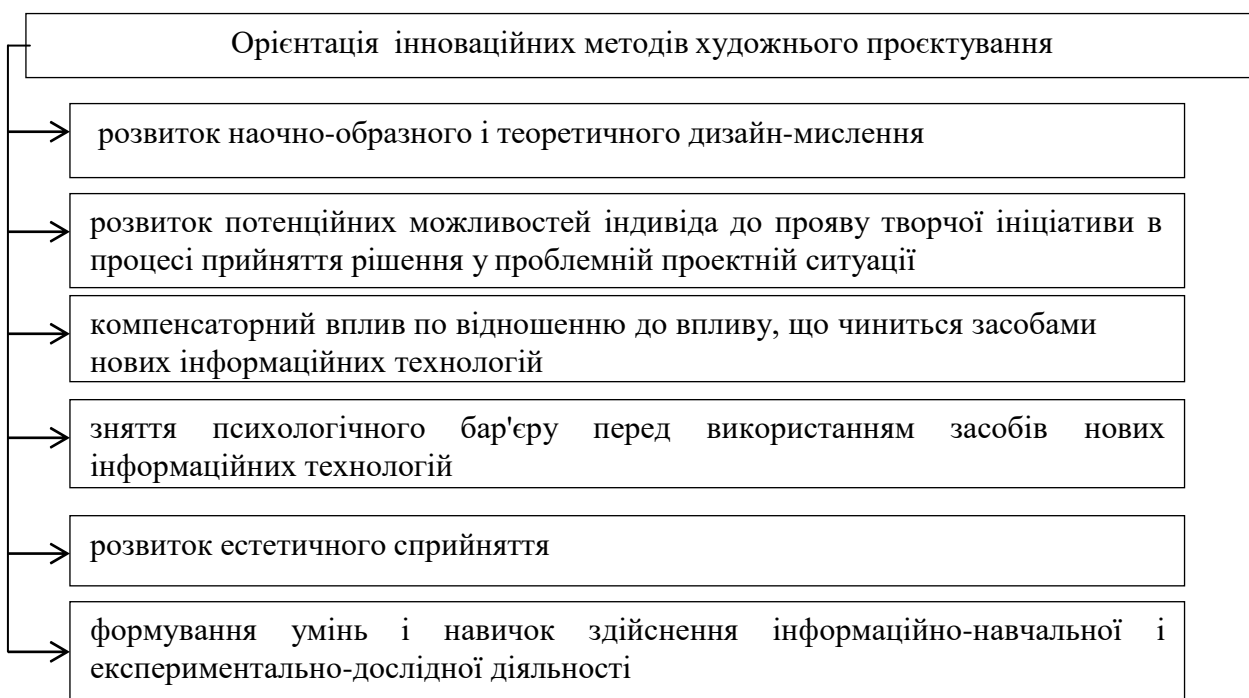 Орієнтація інноваційних методів художнього проєктування
розвиток наочно-образного і теоретичного дизайн-мислення
розвиток потенційних можливостей індивіда до прояву творчої ініціативи в
процесі прийняття рішення у проблемній проектній ситуації
компенсаторний вплив по відношенню до впливу, що чиниться засобами
нових інформаційних технологій
зняття психологічного бар'єру перед використанням засобів нових
інформаційних технологій
розвиток естетичного сприйняття
формування умінь і навичок здійснення інформаційно-навчальної і
експериментально-дослідної діяльності